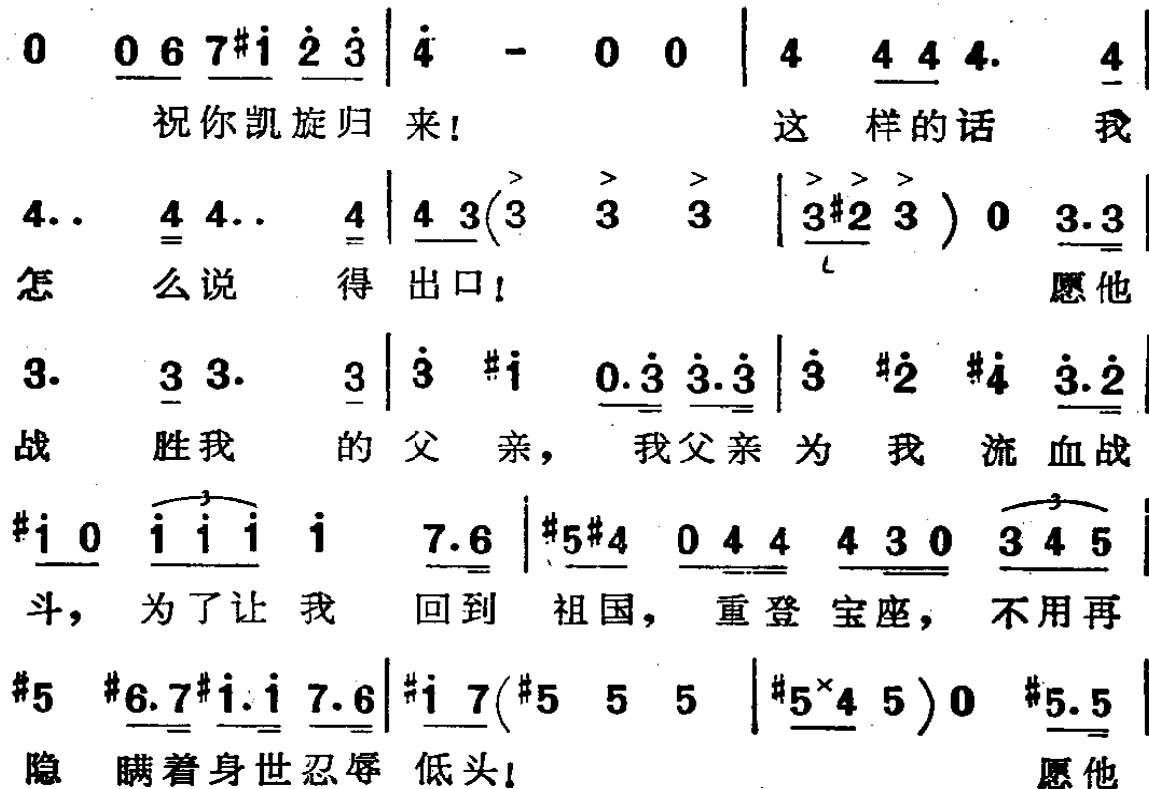 0 0 6 7 #1̇ 2̇ 3̇ | 4̇ - 0 0 | 4 4 4 4. 4 |
祝你凯旋归 来! 这 样的话 我
4.. 4 4.. 4 | 4 3 (3 3 3 | 3 #2 3 ) 0 3. 3 |
怎 么说 得 出口! 愿他
3. 3 3. 3 | 3̇ #1̇ 0. 3̇ 3̇. 3̇ | 3̇ #2̇ #4̇ 3̇. 2̇ |
战 胜我 的 父 亲, 我父亲 为 我 流 血战
#1̇ 0 1̇ 1̇ 1̇ 1̇ 7. 6 | #5 #4 0 4 4 4 3 0 3 4 5 |
斗, 为了让 我 回到 祖国, 重登 宝座, 不用再
#5 #6. 7 #1̇. 1̇ 7. 6 | #1̇ 7 (#5 5 5 | #5 ×4 5 ) 0 #5. 5 |
隐 瞒着身世忍辱 低头! 愿他